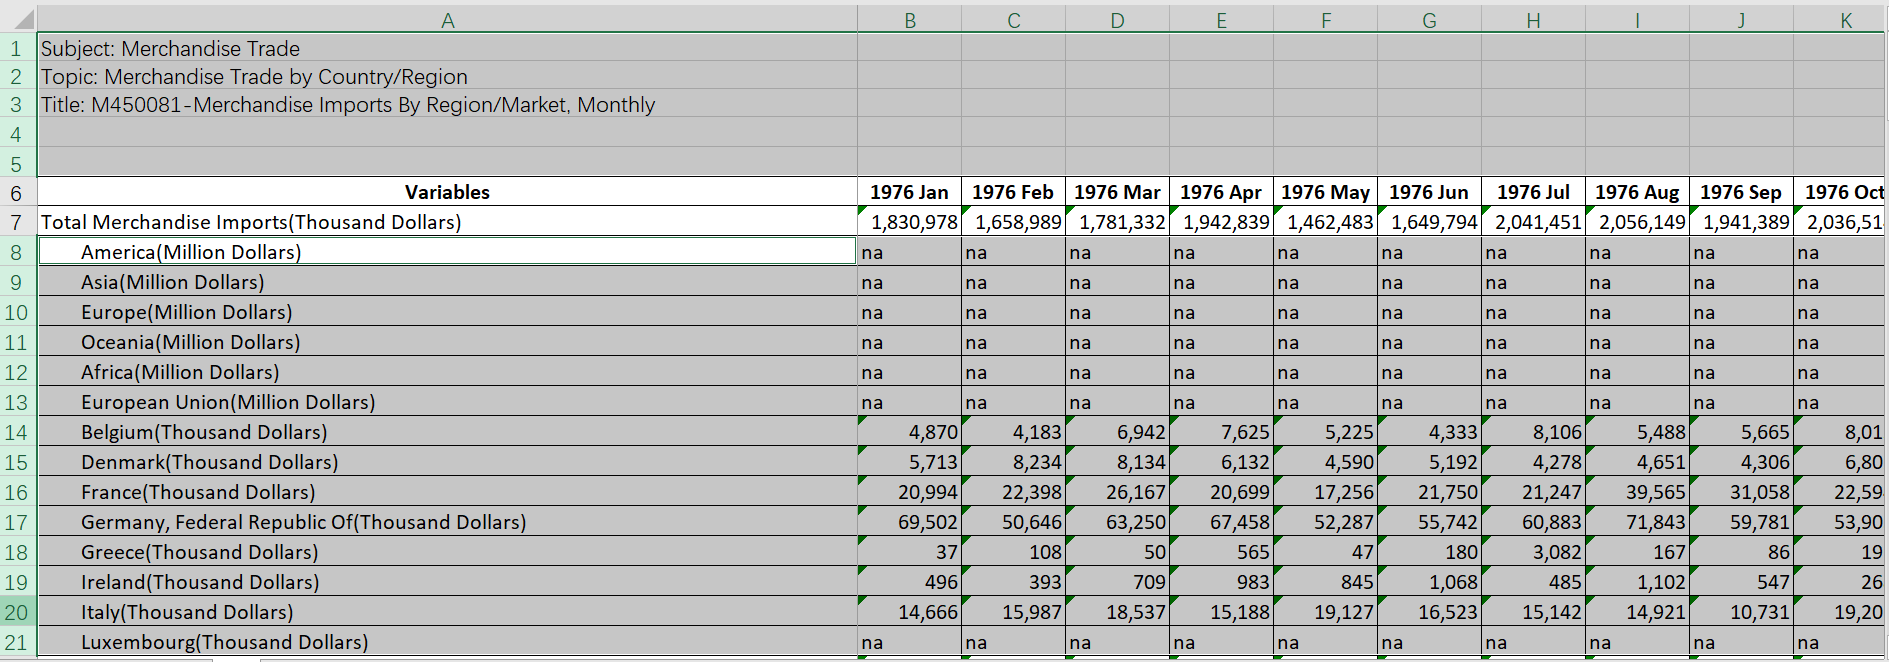 A B C D E F G H I J K
1 Subject: Merchandise Trade
2 Topic: Merchandise Trade by Country/Region
3 Title: M450081-Merchandise Imports By Region/Market, Monthly
4
5
6 Variables 1976 Jan 1976 Feb 1976 Mar 1976 Apr 1976 May 1976 Jun 1976 Jul 1976 Aug 1976 Sep 1976 Oct
7 Total Merchandise Imports(Thousand Dollars) 1,830,978 1,658,989 1,781,332 1,942,839 1,462,483 1,649,794 2,041,451 2,056,149 1,941,389 2,036,51
8 America(Million Dollars) na na na na na na na na na na
9 Asia(Million Dollars) na na na na na na na na na na
10 Europe(Million Dollars) na na na na na na na na na na
11 Oceania(Million Dollars) na na na na na na na na na na
12 Africa(Million Dollars) na na na na na na na na na na
13 European Union(Million Dollars) na na na na na na na na na na
14 Belgium(Thousand Dollars) 4,870 4,183 6,942 7,625 5,225 4,333 8,106 5,488 5,665 8,01
15 Denmark(Thousand Dollars) 5,713 8,234 8,134 6,132 4,590 5,192 4,278 4,651 4,306 6,80
16 France(Thousand Dollars) 20,994 22,398 26,167 20,699 17,256 21,750 21,247 39,565 31,058 22,59
17 Germany, Federal Republic Of(Thousand Dollars) 69,502 50,646 63,250 67,458 52,287 55,742 60,883 71,843 59,781 53,90
18 Greece(Thousand Dollars) 37 108 50 565 47 180 3,082 167 86 19
19 Ireland(Thousand Dollars) 496 393 709 983 845 1,068 485 1,102 547 26
20 Italy(Thousand Dollars) 14,666 15,987 18,537 15,188 19,127 16,523 15,142 14,921 10,731 19,20
21 Luxembourg(Thousand Dollars) na na na na na na na na na na